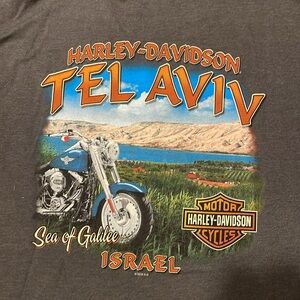 HARLEY-DAVIDSON
TEL AVIV
MOTOR
HARLEY-DAVIDSON
CYCLES
Sea of Galilee
ISRAEL